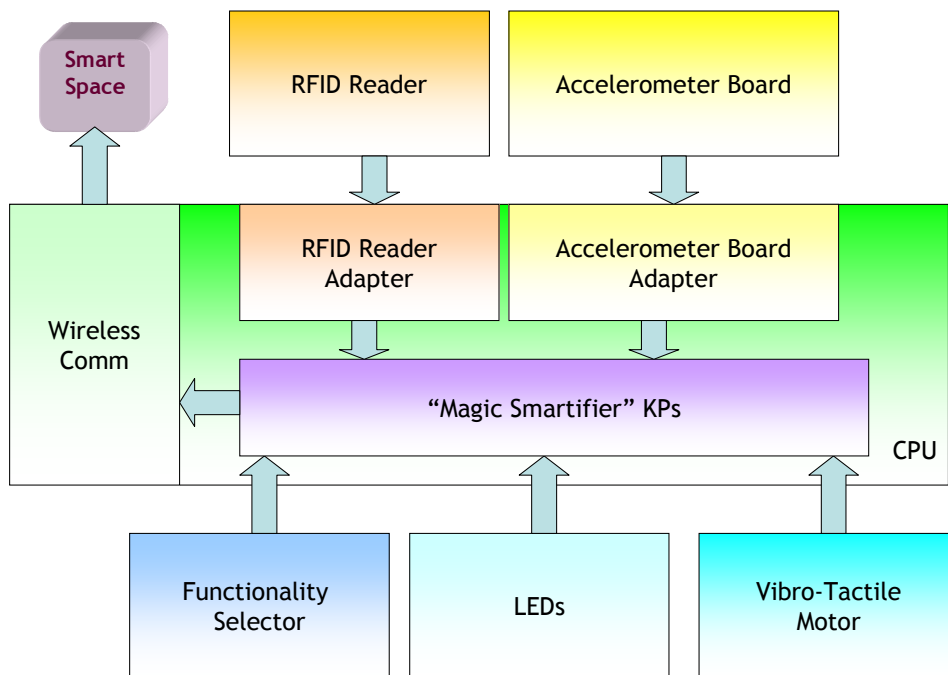 Smart
Space
RFID Reader
Accelerometer Board
RFID Reader
Adapter
Accelerometer Board
Adapter
Wireless
Comm
“Magic Smartifier” KPs
CPU
Functionality
Selector
LEDs
Vibro-Tactile
Motor